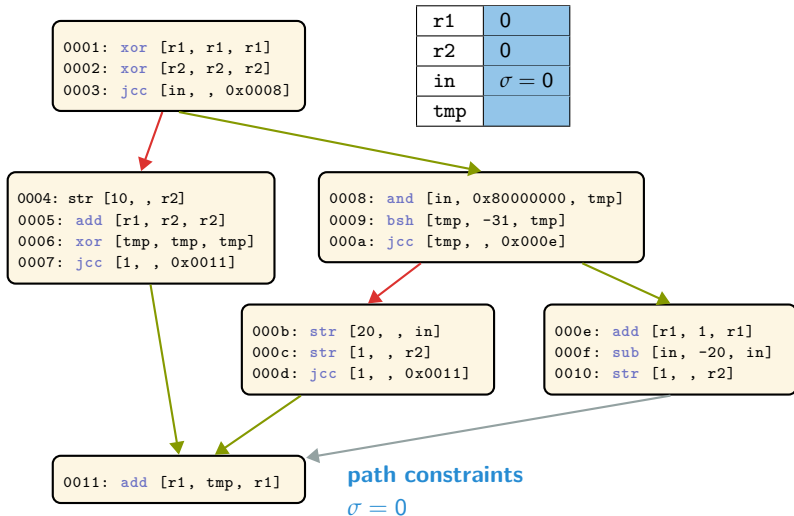 0001: xor [r1, r1, r1]
0002: xor [r2, r2, r2]
0003: jcc [in, , 0x0008]
r1 0
r2 0
in σ = 0
tmp
0004: str [10, , r2]
0005: add [r1, r2, r2]
0006: xor [tmp, tmp, tmp]
0007: jcc [1, , 0x0011]
0008: and [in, 0x80000000, tmp]
0009: bsh [tmp, -31, tmp]
000a: jcc [tmp, , 0x000e]
000b: str [20, , in]
000c: str [1, , r2]
000d: jcc [1, , 0x0011]
000e: add [r1, 1, r1]
000f: sub [in, -20, in]
0010: str [1, , r2]
0011: add [r1, tmp, r1]
path constraints
σ = 0